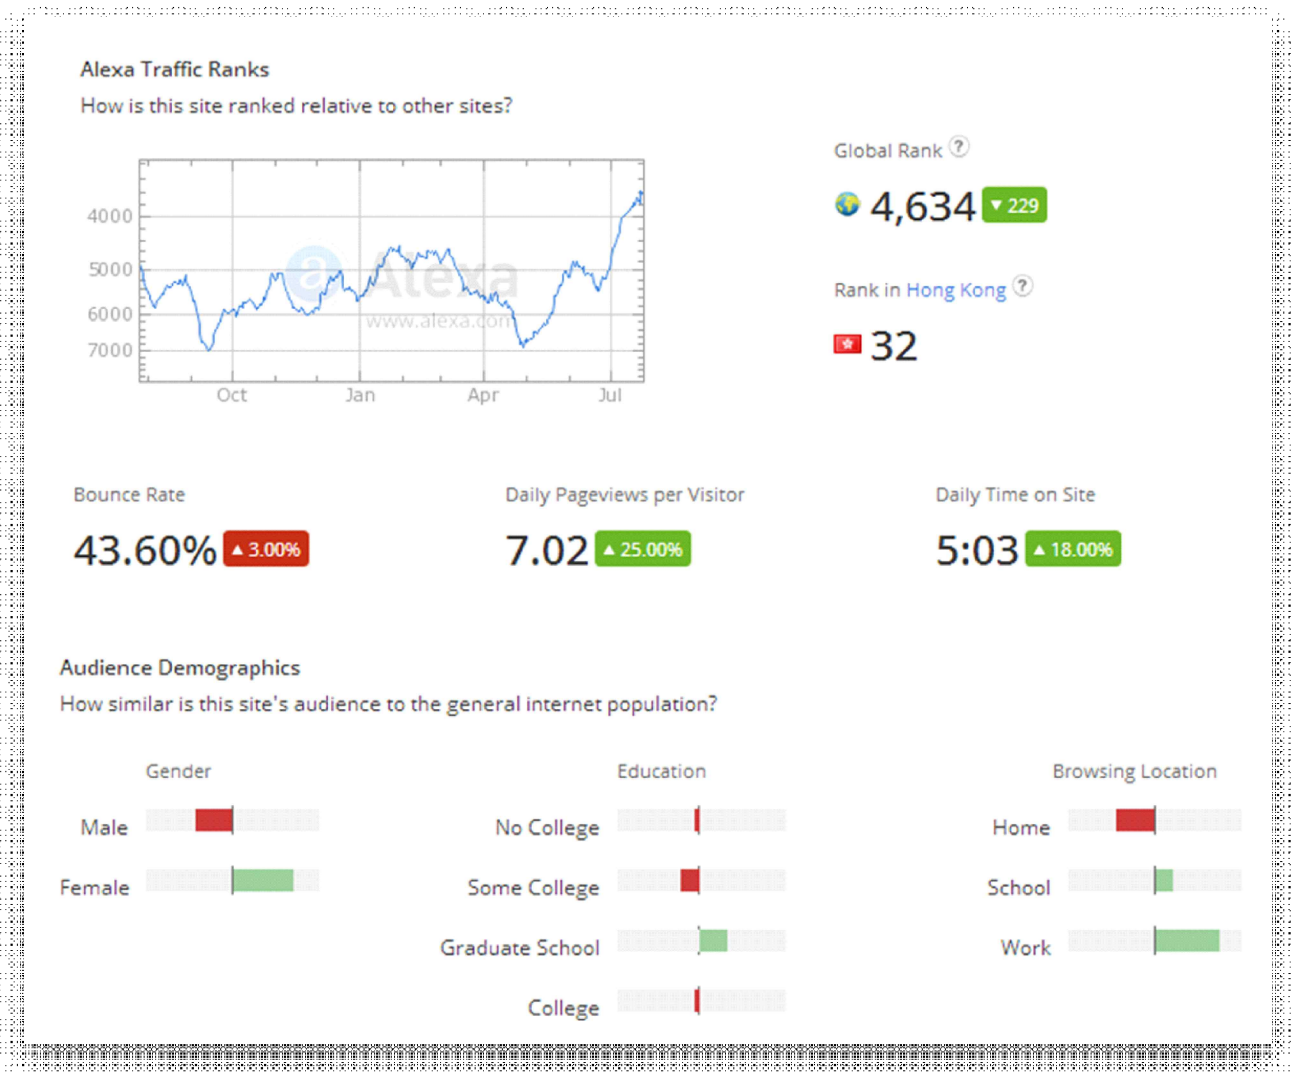 Alexa Traffic Ranks
How is this site ranked relative to other sites?
4000
5000
6000
7000
Oct Jan Apr Jul
a Alexa
www.alexa.com
Global Rank ?
4,634 ▼ 229
Rank in Hong Kong ?
32
Bounce Rate
43.60% ▲ 3.00%
Daily Pageviews per Visitor
7.02 ▲ 25.00%
Daily Time on Site
5:03 ▲ 18.00%
Audience Demographics
How similar is this site's audience to the general internet population?
Gender
Male
Female
Education
No College
Some College
Graduate School
College
Browsing Location
Home
School
Work